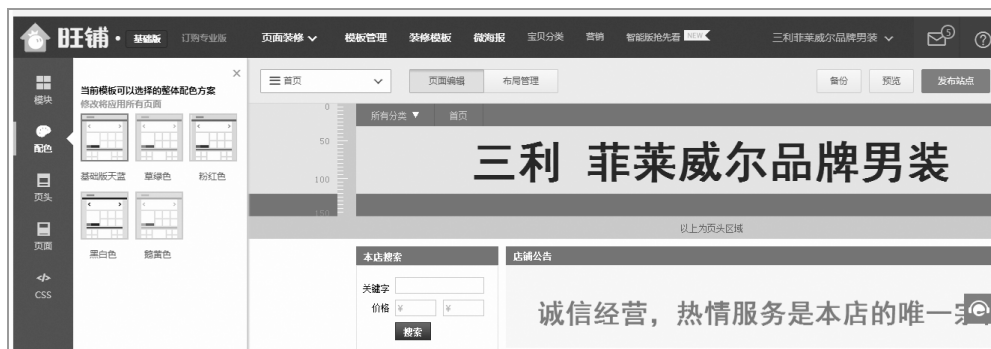 旺铺·基础版 订购专业版 页面装修 模板管理 装修模板 微海报 宝贝分类 营销 智能版抢先看 NEW 三利菲莱威尔品牌男装 5
模块
配色
页头
页面
CSS
当前模板可以选择的整体配色方案
修改将应用所有页面
基础版天蓝 草绿色 粉红色
黑白色 鹅黄色
首页 页面编辑 布局管理 备份 预览 发布站点
0
50
100
150
所有分类 首页
三利 菲莱威尔品牌男装
以上为页头区域
本店搜索
关键字
价格 ¥ ¥
搜索
店铺公告
诚信经营，热情服务是本店的唯一